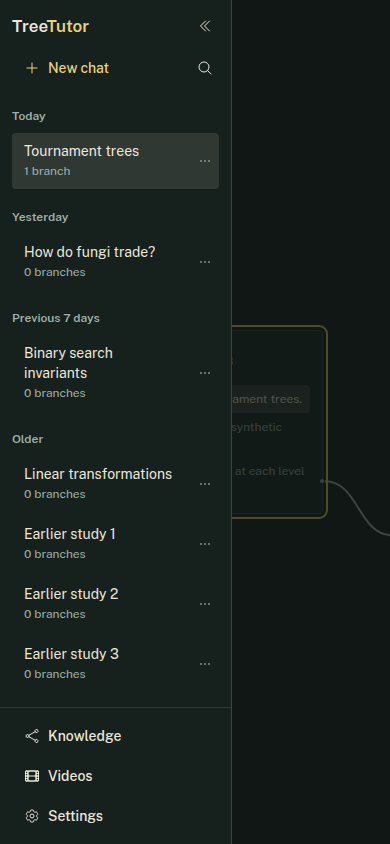 TreeTutor
New chat
Today
Tournament trees
1 branch
Yesterday
How do fungi trade?
0 branches
Previous 7 days
Binary search
invariants
0 branches
Older
Linear transformations
0 branches
Earlier study 1
0 branches
Earlier study 2
0 branches
Earlier study 3
0 branches
Knowledge
Videos
Settings
ament trees.
synthetic
at each level